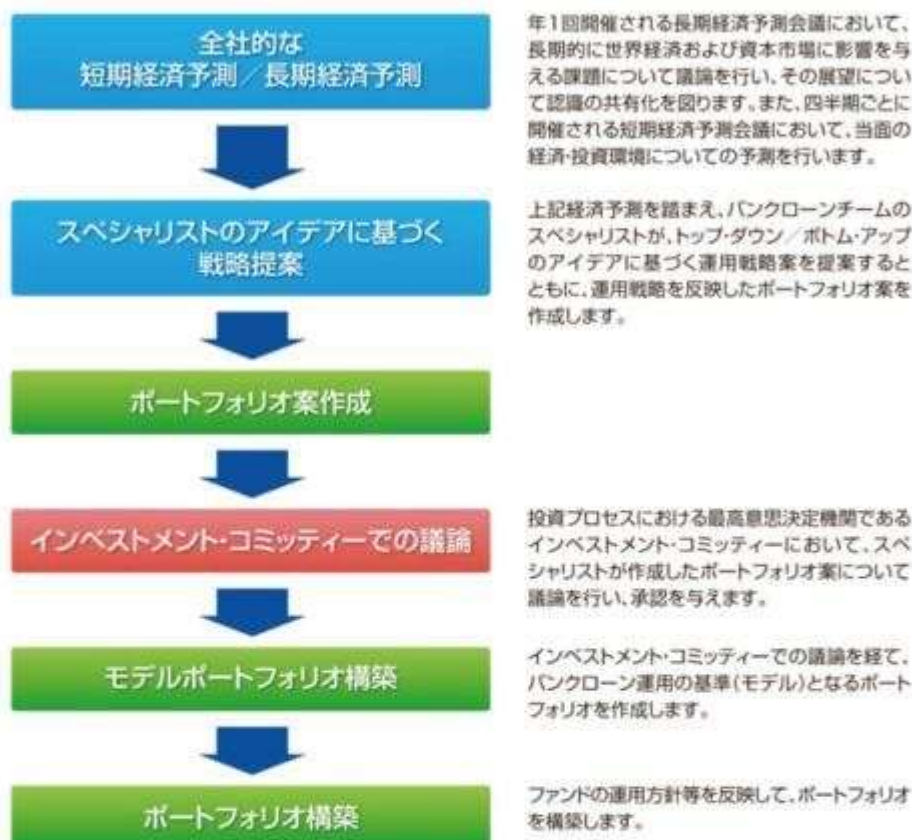 全社的な
短期経済予測／長期経済予測
年1回開催される長期経済予測会議において、
長期的に世界経済および資本市場に影響を与
える課題について議論を行い、その展望につい
て認識の共有化を図ります。また、四半期ごとに
開催される短期経済予測会議において、当面の
経済・投資環境についての予測を行います。
スペシャリストのアイデアに基づく
戦略提案
上記経済予測を踏まえ、バンクローンチームの
スペシャリストが、トップ・ダウン／ボトム・アップ
のアイデアに基づく運用戦略案を提案すると
ともに、運用戦略を反映したポートフォリオ案を
作成します。
ポートフォリオ案作成
インベストメント・コミッティーでの議論
投資プロセスにおける最高意思決定機関である
インベストメント・コミッティーにおいて、スペ
シャリストが作成したポートフォリオ案について
議論を行い、承認を与えます。
モデルポートフォリオ構築
インベストメント・コミッティーでの議論を経て、
バンクローン運用の基準(モデル)となるポート
フォリオを作成します。
ポートフォリオ構築
ファンドの運用方針等を反映して、ポートフォリオ
を構築します。